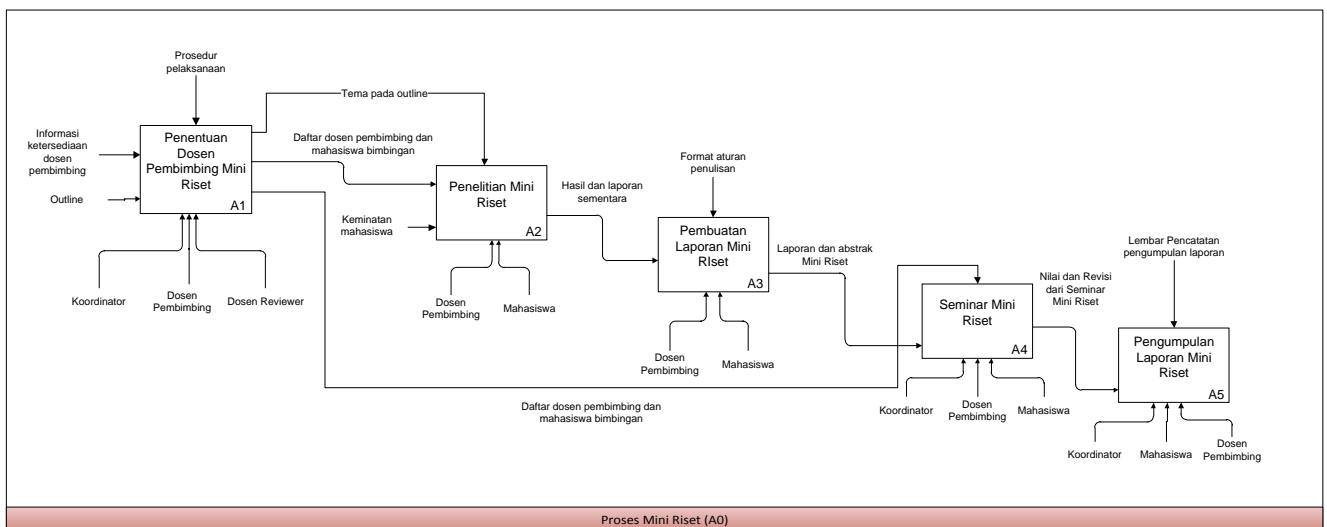 Prosedur
pelaksanaan
Tema pada outline
Informasi
ketersediaan
dosen
pembimbing
Outline
Penentuan
Dosen
Pembimbing Mini
Riset
A1
Koordinator
Dosen
Pembimbing
Dosen Reviewer
Daftar dosen pembimbing dan
mahasiswa bimbingan
Keminatan
mahasiswa
Penelitian Mini
Riset
A2
Dosen
Pembimbing
Mahasiswa
Hasil dan laporan
sementara
Format aturan
penulisan
Pembuatan
Laporan Mini
RIset
A3
Dosen
Pembimbing
Mahasiswa
Laporan dan abstrak
Mini Riset
Daftar dosen pembimbing dan
mahasiswa bimbingan
Seminar Mini
Riset
A4
Koordinator
Dosen
Pembimbing
Mahasiswa
Nilai dan Revisi
dari Seminar
Mini Riset
Lembar Pencatatan
pengumpulan laporan
Pengumpulan
Laporan Mini
Riset
A5
Koordinator
Mahasiswa
Dosen
Pembimbing
Proses Mini Riset (A0)